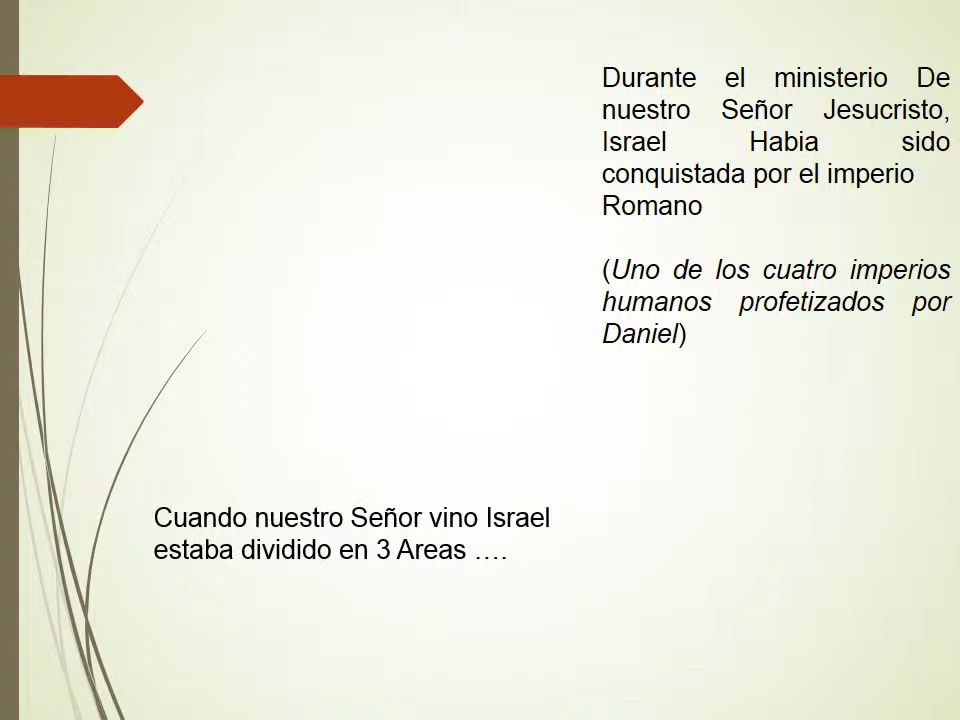 Durante el ministerio De
nuestro Señor Jesucristo,
Israel Habia sido
conquistada por el imperio
Romano
(Uno de los cuatro imperios
humanos profetizados por
Daniel)
Cuando nuestro Señor vino Israel
estaba dividido en 3 Areas ….